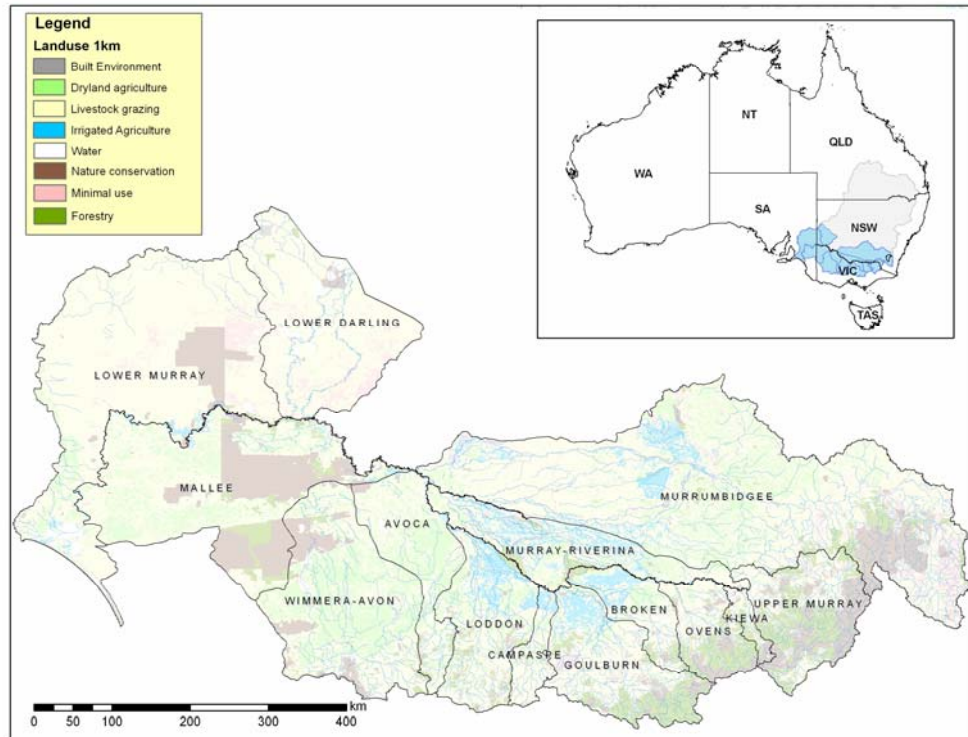 Legend
Landuse 1km
Built Environment
Dryland agriculture
Livestock grazing
Irrigated Agriculture
Water
Nature conservation
Minimal use
Forestry
WA
NT
QLD
SA
NSW
VIC
TAS
LOWER DARLING
LOWER MURRAY
MALLEE
MURRUMBIDGEE
AVOCA
MURRAY-RIVERINA
WIMMERA-AVON
LODDON
BROKEN
KIEWA
UPPER MURRAY
OVENS
CAMPASPE
GOULBURN
km
0 50 100 200 300 400